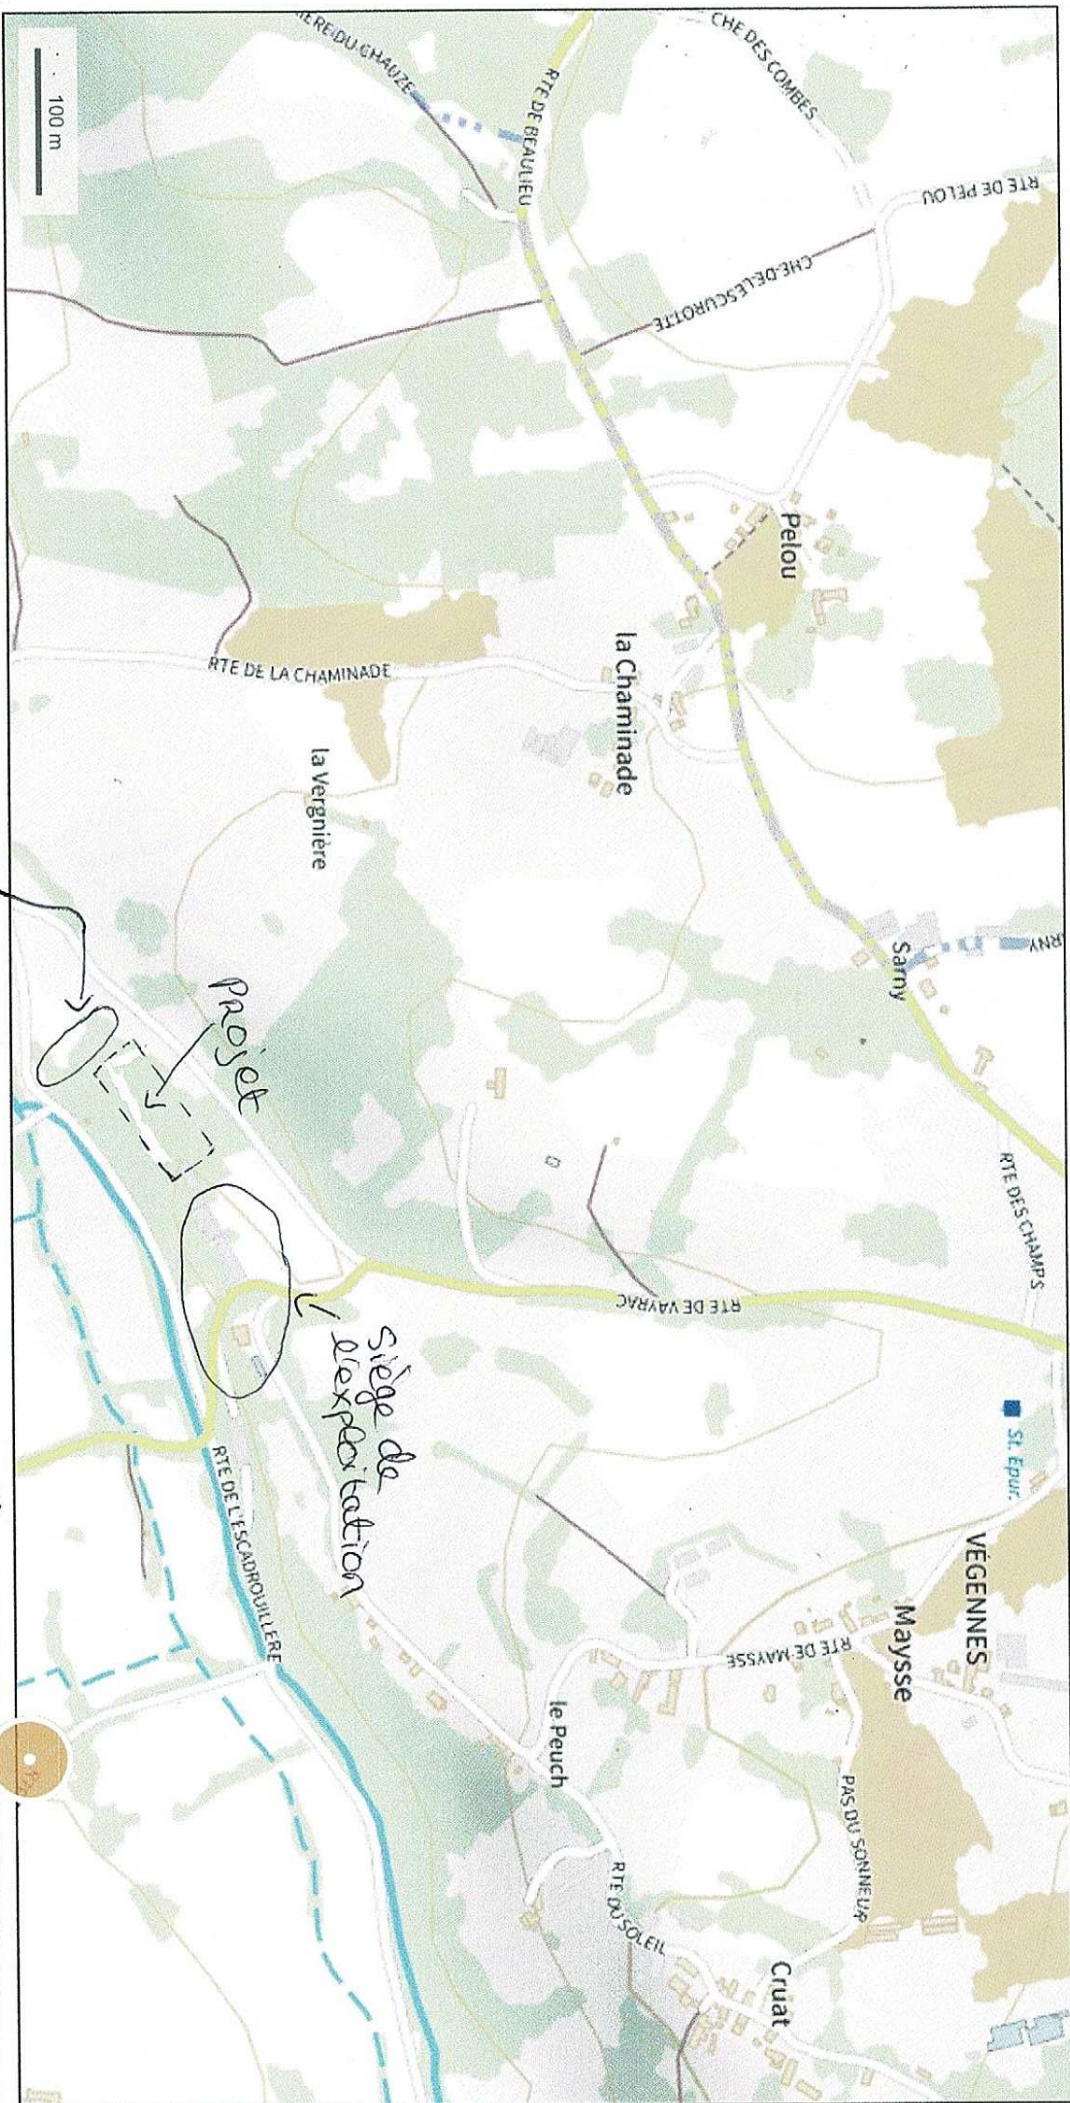 VÉGENNES
Maysse
St. Epur.
RTE DES CHAMPS
RTE DE MAYSSE
PAS DU SONNEUR
Cruat
RTE DU SOLEIL
le Peuch
Sarny
RTE DE VAYRAC
Pelou
RTE DE PELOU
CHE DES COMBES
CHE DE LESCUROTTE
la Chaminade
RTE DE BEAULIEU
RTE DE LA CHAMINADE
la Vergnière
RTE DE L'ESCADROUILLERE
PROJET
Siège de
l'exploitation
100 m